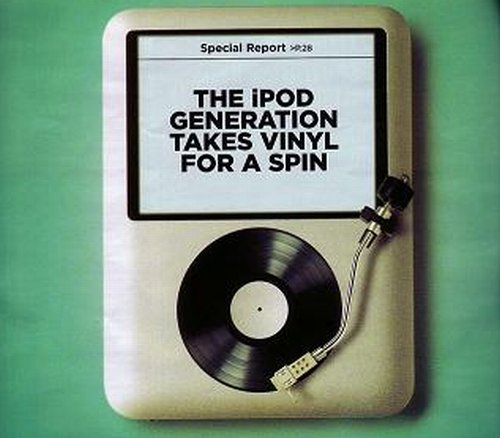 Special Report >P.28
THE iPOD
GENERATION
TAKES VINYL
FOR A SPIN